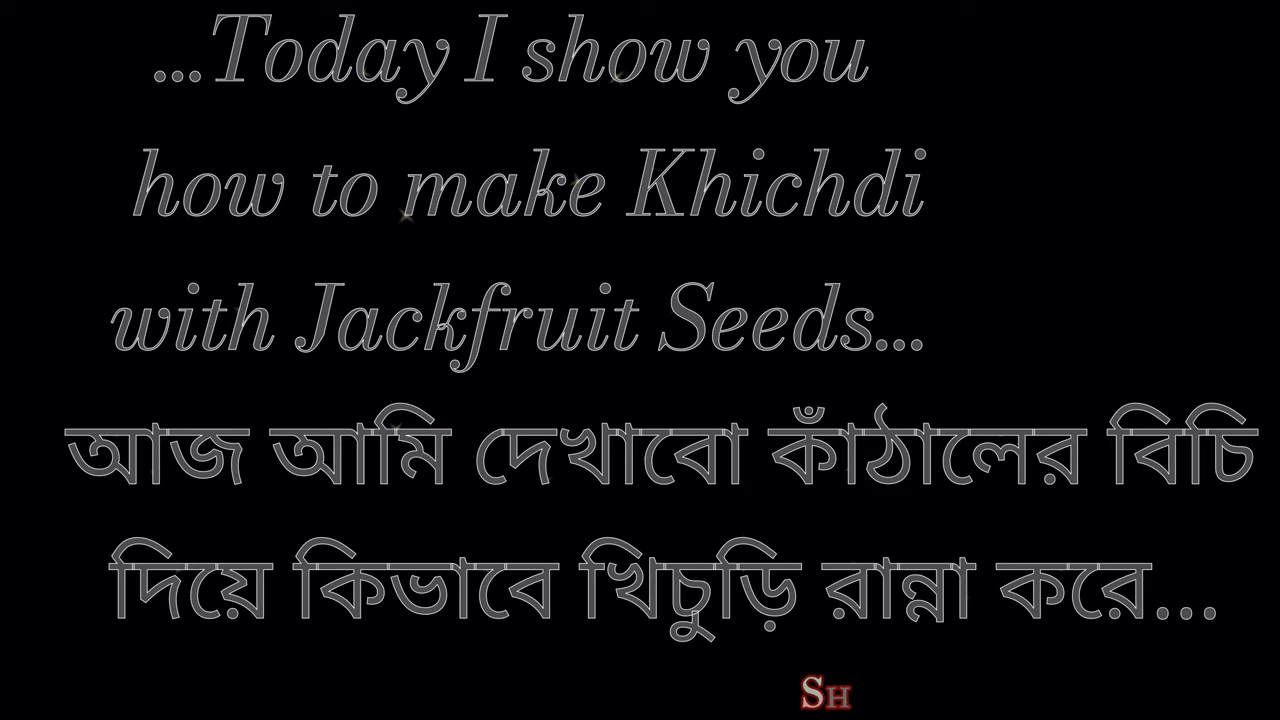 ...Today I show you
how to make Khichdi
with Jackfruit Seeds...
আজ আমি দেখাবো কাঁঠালের বিচি
দিয়ে কিভাবে খিচুড়ি রান্না করে...
SH